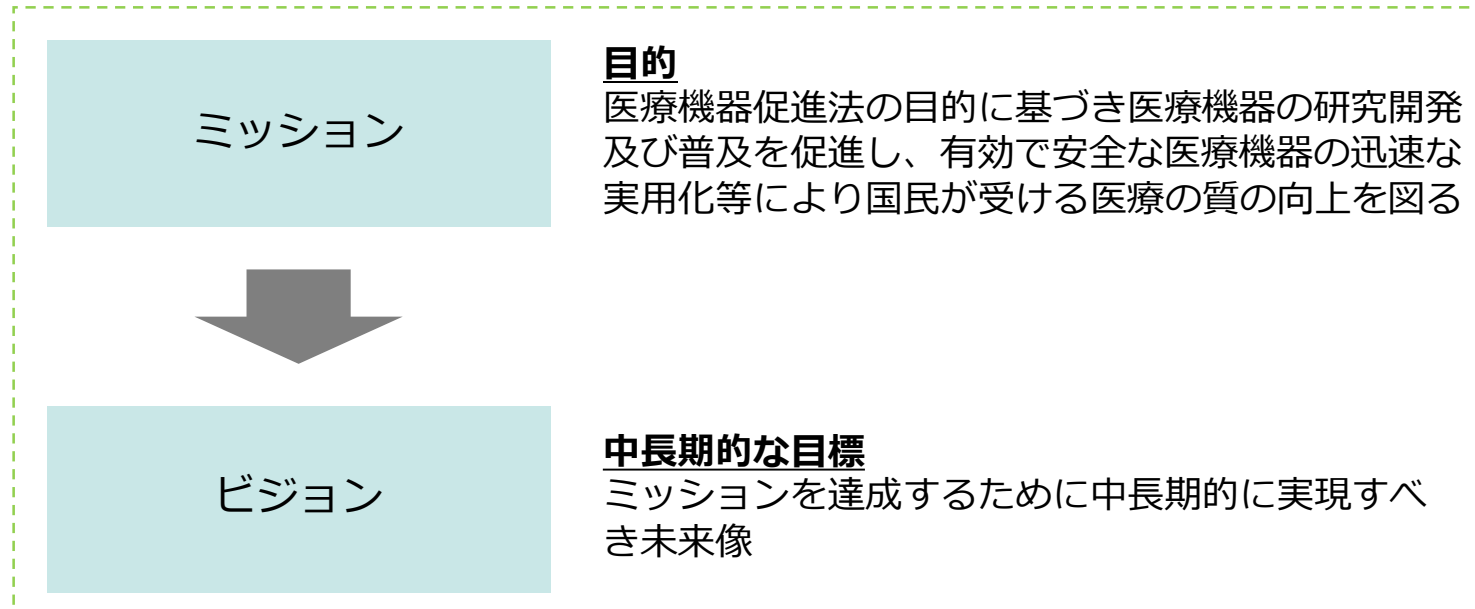 ミッション
目的
医療機器促進法の目的に基づき医療機器の研究開発
及び普及を促進し、有効で安全な医療機器の迅速な
実用化等により国民が受ける医療の質の向上を図る
ビジョン
中長期的な目標
ミッションを達成するために中長期的に実現すべ
き未来像